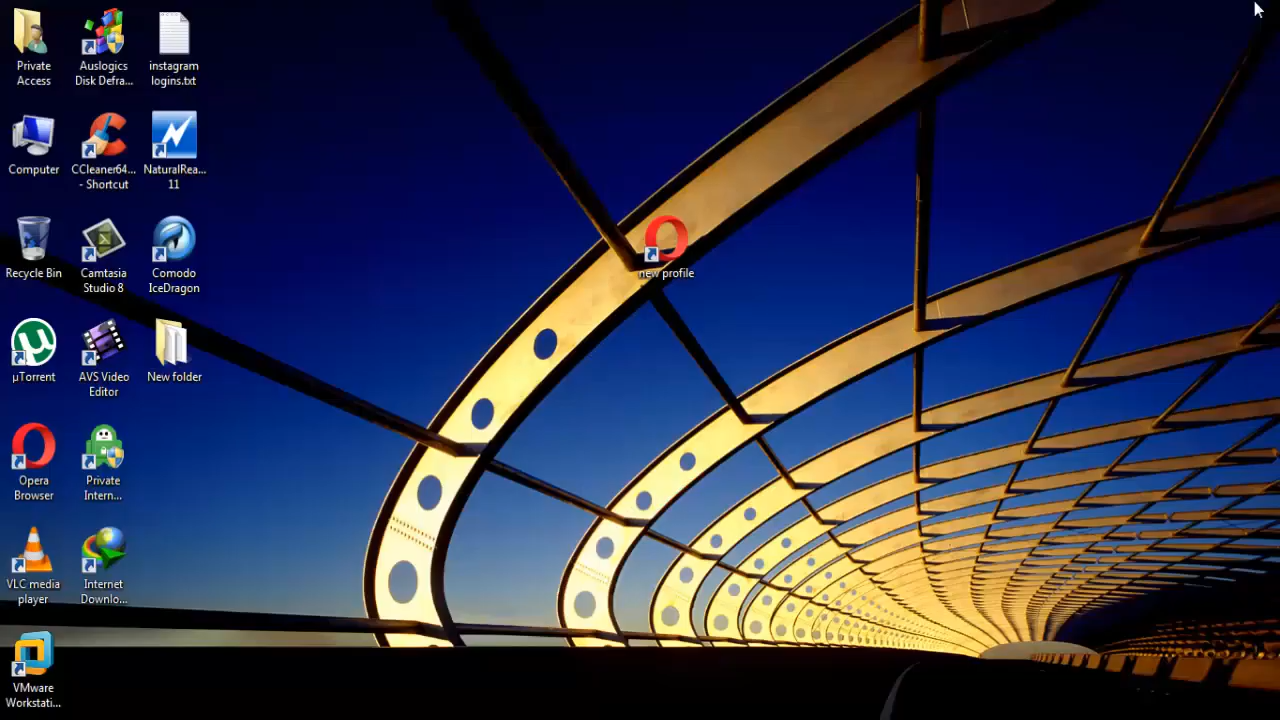 Private
Access
Auslogics
Disk Defra...
instagram
logins.txt
Computer
CCleaner64...
- Shortcut
NaturalRea...
11
Recycle Bin
Camtasia
Studio 8
Comodo
IceDragon
new profile
µTorrent
AVS Video
Editor
New folder
Opera
Browser
Private
Intern...
VLC media
player
Internet
Downlo...
VMware
Workstati...